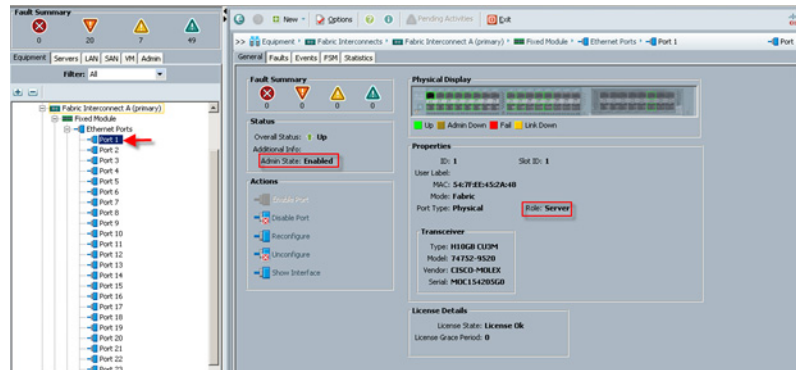 Fault Summary
0 20 7 49
Equipment Servers LAN SAN VM Admin
Filter: All
Fabric Interconnect A (primary)
Fixed Module
Ethernet Ports
Port 1
Port 2
Port 3
Port 4
Port 5
Port 6
Port 7
Port 8
Port 9
Port 10
Port 11
Port 12
Port 13
Port 14
Port 15
Port 16
Port 17
Port 18
Port 19
Port 20
Port 21
Port 22
Port 23
New Options Pending Activities Exit
>> Equipment Fabric Interconnects Fabric Interconnect A (primary) Fixed Module Ethernet Ports Port 1 Port
General Faults Events FSM Statistics
Fault Summary
0 0 0 0
Status
Overall Status: Up
Additional Info:
Admin State: Enabled
Actions
Enable Port
Disable Port
Reconfigure
Unconfigure
Show Interface
Physical Display
Up Admin Down Fail Link Down
Properties
ID: 1 Slot ID: 1
User Label:
MAC: 54:7F:EE:45:2A:48
Mode: Fabric
Port Type: Physical Role: Server
Transceiver
Type: H10GB CU3M
Model: 74752-9520
Vendor: CISCO-MOLEX
Serial: MOC154205G0
License Details
License State: License Ok
License Grace Period: 0